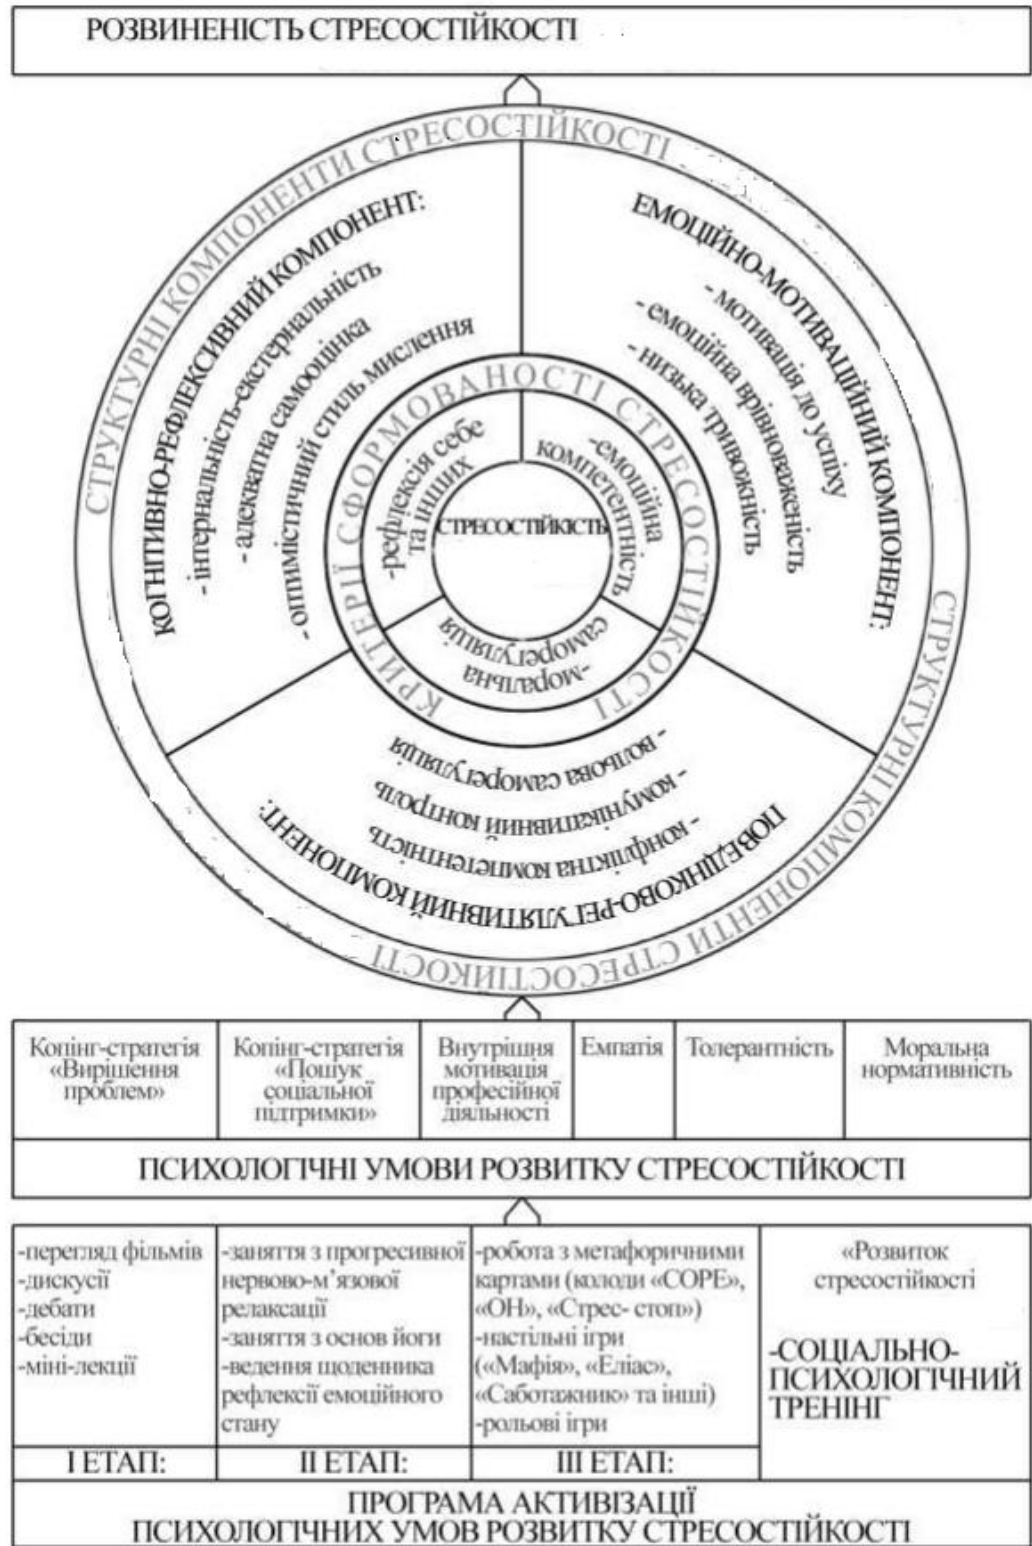 РОЗВИНЕНІСТЬ СТРЕСОСТІЙКОСТІ
СТРУКТУРНІ КОМПОНЕНТИ СТРЕСОСТІЙКОСТІ
КОГНІТИВНО-РЕФЛЕКСИВНИЙ КОМПОНЕНТ:
- інтернальність-екстернальність
- адекватна самооцінка
- оптимістичний стиль мислення
ЕМОЦІЙНО-МОТИВАЦІЙНИЙ КОМПОНЕНТ:
- мотивація до успіху
- емоційна врівноваженість
- низька тривожність
КРИТЕРІЇ СФОРМОВАНОСТІ СТРЕСОСТІЙКОСТІ
-рефлексія себе
та інших
-емоційна
компетентність
СТРЕСОСТІЙКІСТЬ
-моральна
саморегуляція
- вольова саморегуляція
- комунікативний контроль
- конфліктна компетентність
ПОВЕДІНКОВО-РЕГУЛЯТИВНИЙ КОМПОНЕНТ:
СТРУКТУРНІ КОМПОНЕНТИ СТРЕСОСТІЙКОСТІ
Копінг-стратегія
«Вирішення
проблем»
Копінг-стратегія
«Пошук
соціальної
підтримки»
Внутрішня
мотивація
професійної
діяльності
Емпатія
Толерантність
Моральна
нормативність
ПСИХОЛОГІЧНІ УМОВИ РОЗВИТКУ СТРЕСОСТІЙКОСТІ
-перегляд фільмів
-дискусії
-дебати
-бесіди
-міні-лекції
-заняття з прогресивної
нервово-м’язової
релаксації
-заняття з основ йоги
-ведення щоденника
рефлексії емоційного
стану
-робота з метафоричними
картами (колоди «COPE»,
«OH», «Стрес- стоп»)
-настільні ігри
(«Мафія», «Еліас»,
«Саботажник» та інші)
-рольові ігри
«Розвиток
стресостійкості
-СОЦІАЛЬНО-
ПСИХОЛОГІЧНИЙ
ТРЕНІНГ
І ЕТАП:
ІІ ЕТАП:
ІІІ ЕТАП:
ПРОГРАМА АКТИВІЗАЦІЇ
ПСИХОЛОГІЧНИХ УМОВ РОЗВИТКУ СТРЕСОСТІЙКОСТІ